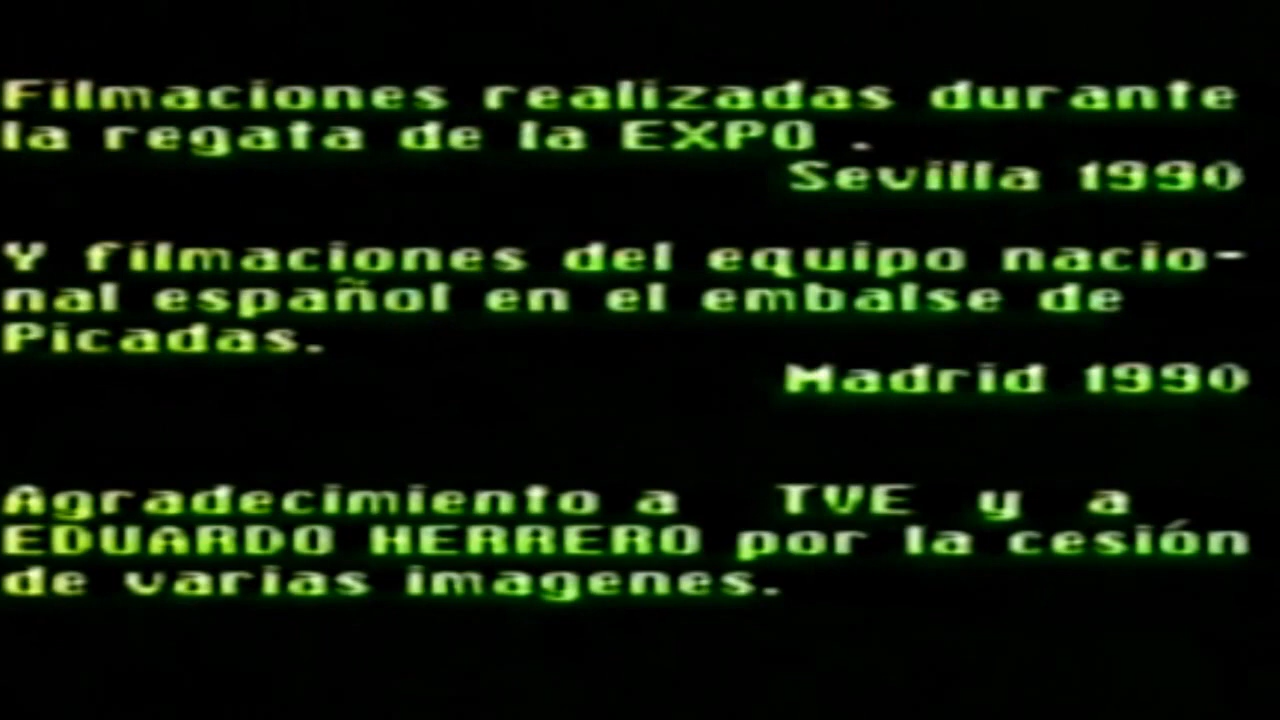 Filmaciones realizadas durante
la regata de la EXPO .
Sevilla 1990
Y filmaciones del equipo nacio-
nal español en el embalse de
Picadas.
Madrid 1990
Agradecimiento a TVE y a
EDUARDO HERRERO por la cesión
de varias imagenes.